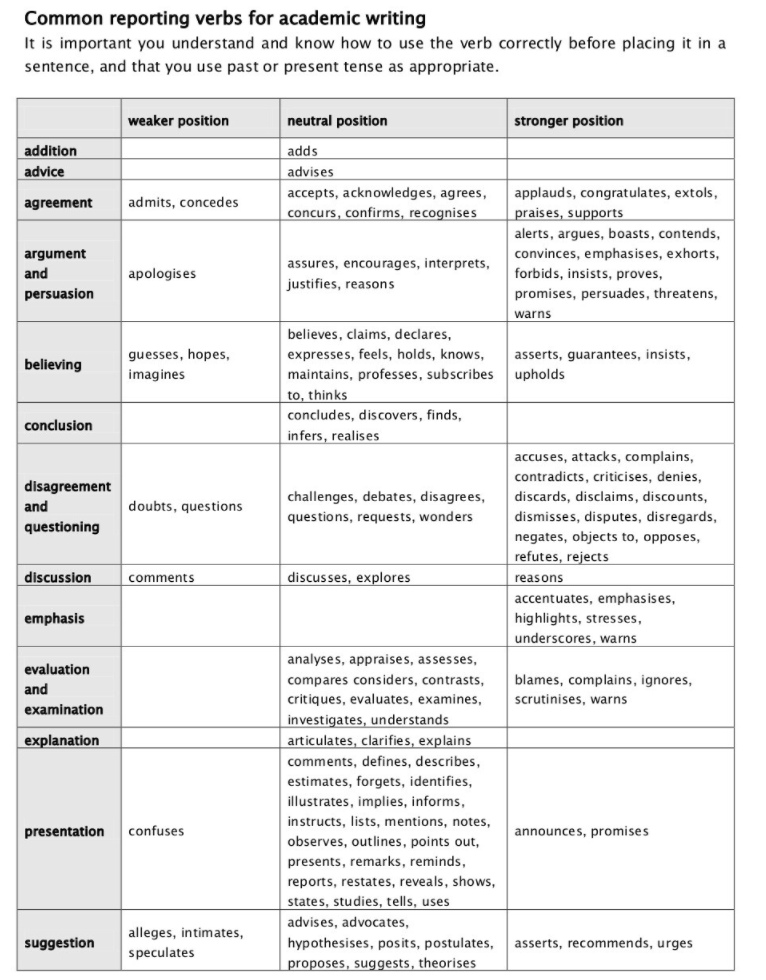 Common reporting verbs for academic writing
It is important you understand and know how to use the verb correctly before placing it in a
sentence, and that you use past or present tense as appropriate.
weaker position neutral position stronger position
addition adds
advice advises
agreement admits, concedes accepts, acknowledges, agrees,
concurs, confirms, recognises applauds, congratulates, extols,
praises, supports
argument
and
persuasion apologises assures, encourages, interprets,
justifies, reasons alerts, argues, boasts, contends,
convinces, emphasises, exhorts,
forbids, insists, proves,
promises, persuades, threatens,
warns
believing guesses, hopes,
imagines believes, claims, declares,
expresses, feels, holds, knows,
maintains, professes, subscribes
to, thinks asserts, guarantees, insists,
upholds
conclusion concludes, discovers, finds,
infers, realises
disagreement
and
questioning doubts, questions challenges, debates, disagrees,
questions, requests, wonders accuses, attacks, complains,
contradicts, criticises, denies,
discards, disclaims, discounts,
dismisses, disputes, disregards,
negates, objects to, opposes,
refutes, rejects
discussion comments discusses, explores reasons
emphasis accentuates, emphasises,
highlights, stresses,
underscores, warns
evaluation
and
examination analyses, appraises, assesses,
compares considers, contrasts,
critiques, evaluates, examines,
investigates, understands blames, complains, ignores,
scrutinises, warns
explanation articulates, clarifies, explains
presentation confuses comments, defines, describes,
estimates, forgets, identifies,
illustrates, implies, informs,
instructs, lists, mentions, notes,
observes, outlines, points out,
presents, remarks, reminds,
reports, restates, reveals, shows,
states, studies, tells, uses announces, promises
suggestion alleges, intimates,
speculates advises, advocates,
hypothesises, posits, postulates,
proposes, suggests, theorises asserts, recommends, urges